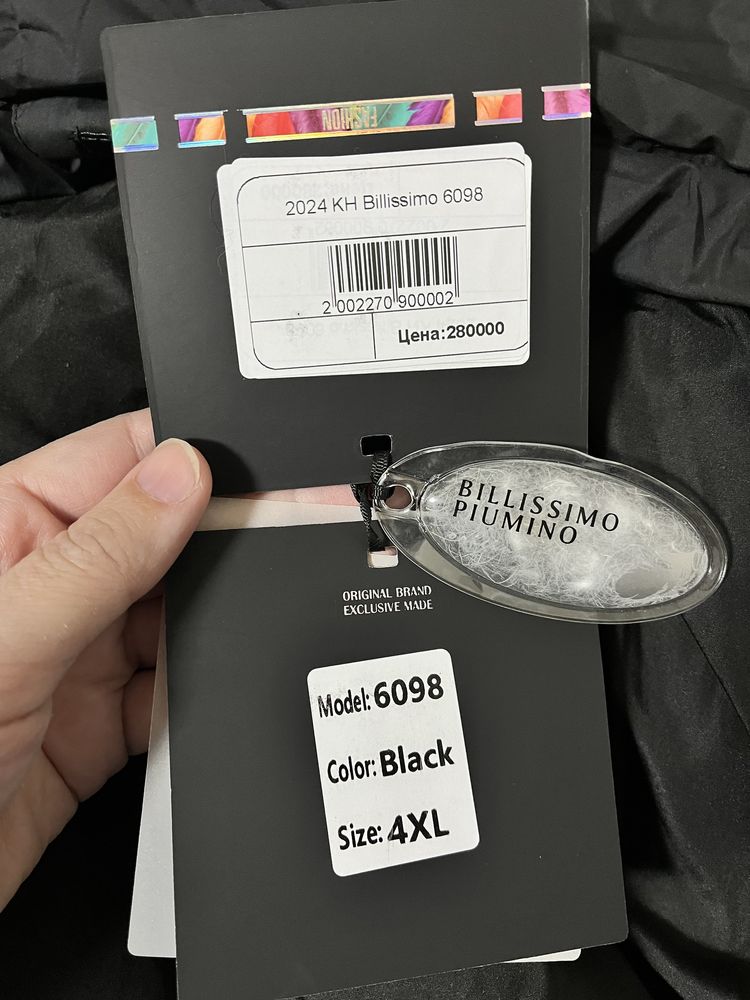 FASHION
2024 KH Billissimo 6098
2 002270 900002
Цена:280000
BILLISSIMO
PIUMINO
ORIGINAL BRAND
EXCLUSIVE MADE
Model: 6098
Color: Black
Size: 4XL